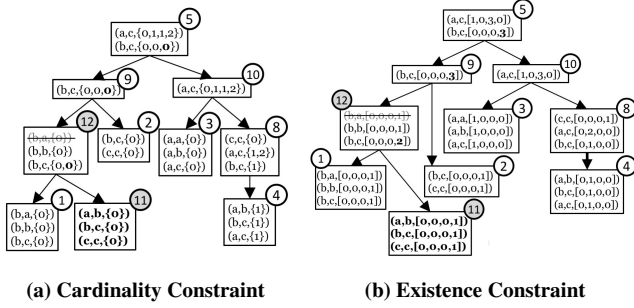 5
(a,c,{0,1,1,2})
(b,c,{0,0,0})
9
(b,c,{0,0,0})
10
(a,c,{0,1,1,2})
12
(b,a,{0})
(b,b,{0})
(b,c,{0,0})
2
(b,c,{0})
(c,c,{0})
3
(a,a,{0})
(a,b,{0})
(a,c,{0})
8
(c,c,{0})
(a,c,{1,2})
(b,c,{1})
1
(b,a,{0})
(b,b,{0})
(b,c,{0})
11
(a,b,{0})
(b,c,{0})
(c,c,{0})
4
(a,b,{1})
(b,c,{1})
(a,c,{1})
(a) Cardinality Constraint
5
(a,c,[1,0,3,0])
(b,c,[0,0,0,3])
9
(b,c,[0,0,0,3])
10
(a,c,[1,0,3,0])
12
(b,a,[0,0,0,1])
(b,b,[0,0,0,1])
(b,c,[0,0,0,2])
3
(a,a,[1,0,0,0])
(a,b,[1,0,0,0])
(a,c,[1,0,0,0])
8
(c,c,[0,0,0,1])
(a,c,[0,2,0,0])
(b,c,[0,1,0,0])
1
(b,a,[0,0,0,1])
(b,b,[0,0,0,1])
(b,c,[0,0,0,1])
2
(b,c,[0,0,0,1])
(c,c,[0,0,0,1])
4
(a,b,[0,1,0,0])
(b,c,[0,1,0,0])
(a,c,[0,1,0,0])
11
(a,b,[0,0,0,1])
(b,c,[0,0,0,1])
(c,c,[0,0,0,1])
(b) Existence Constraint